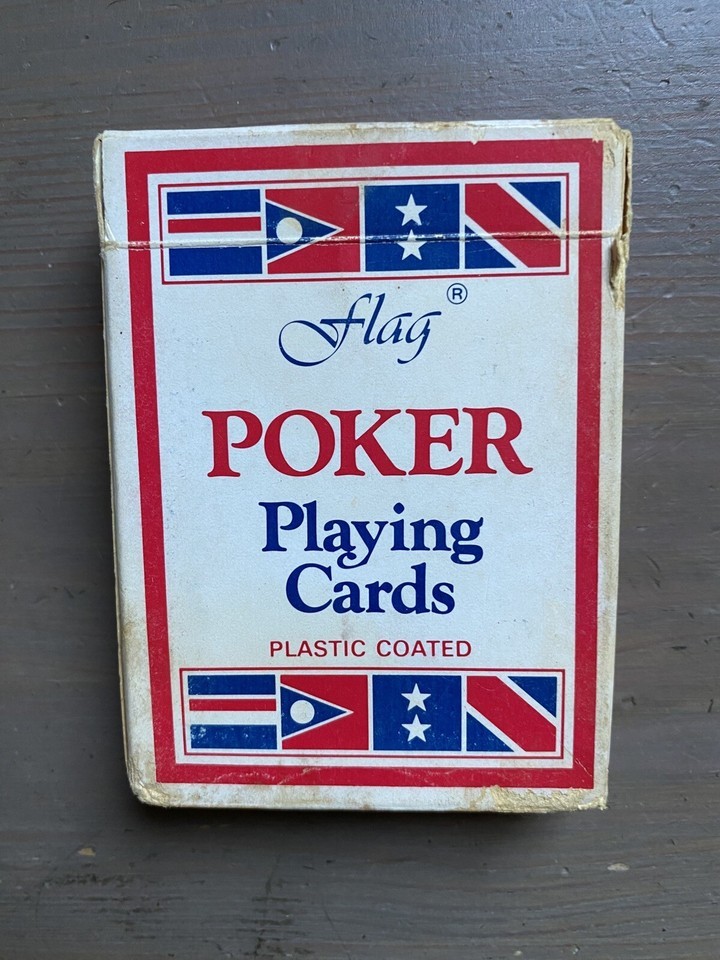 flag ®
POKER
Playing
Cards
PLASTIC COATED